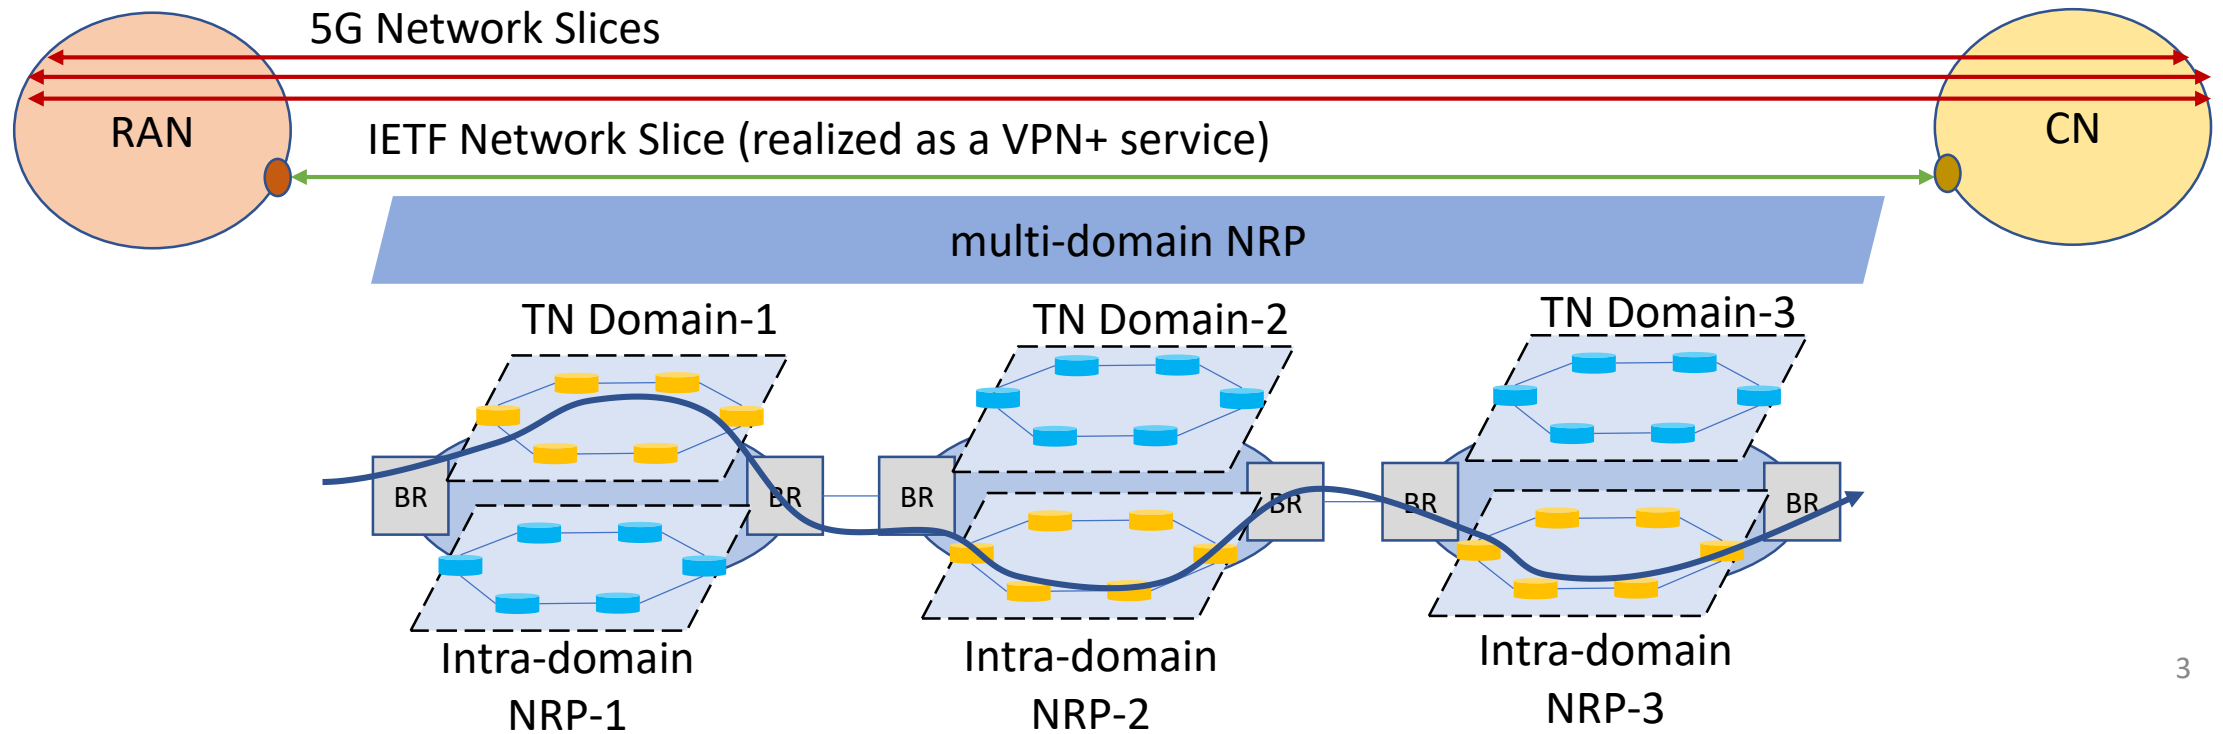 5G Network Slices
RAN
CN
IETF Network Slice (realized as a VPN+ service)
multi-domain NRP
TN Domain-1
TN Domain-2
TN Domain-3
BR
BR
BR
BR
BR
BR
Intra-domain
NRP-1
Intra-domain
NRP-2
Intra-domain
NRP-3
3